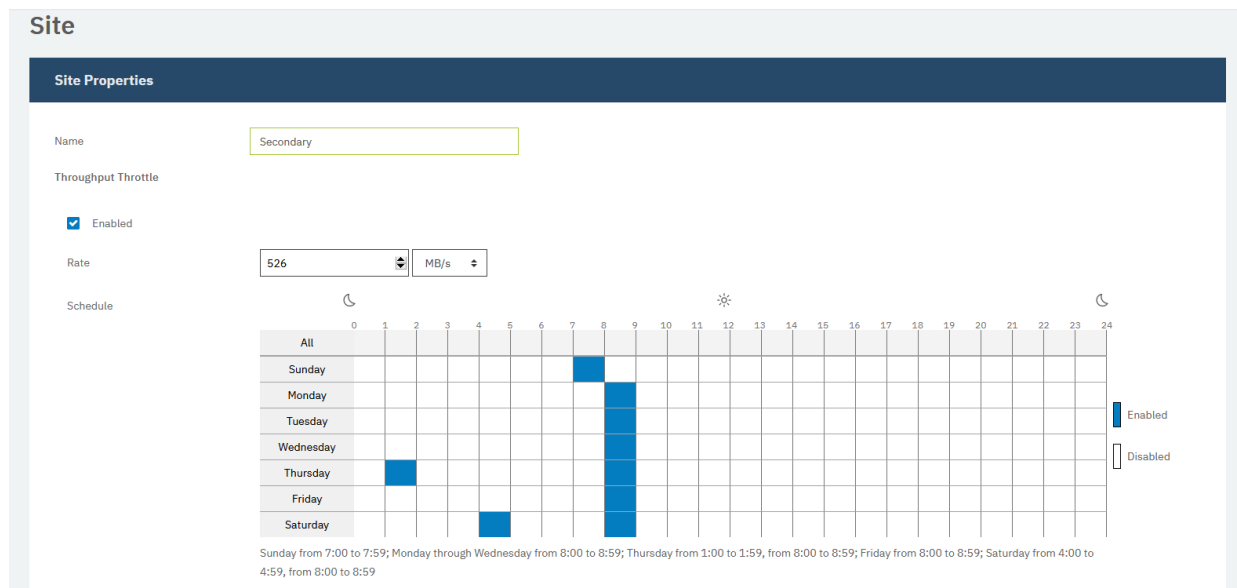 Site
Site Properties
Name
Secondary
Throughput Throttle
Enabled
Rate
526
MB/s
Schedule
0 1 2 3 4 5 6 7 8 9 10 11 12 13 14 15 16 17 18 19 20 21 22 23 24
All
Sunday
Monday
Tuesday
Wednesday
Thursday
Friday
Saturday
Enabled
Disabled
Sunday from 7:00 to 7:59; Monday through Wednesday from 8:00 to 8:59; Thursday from 1:00 to 1:59, from 8:00 to 8:59; Friday from 8:00 to 8:59; Saturday from 4:00 to
4:59, from 8:00 to 8:59